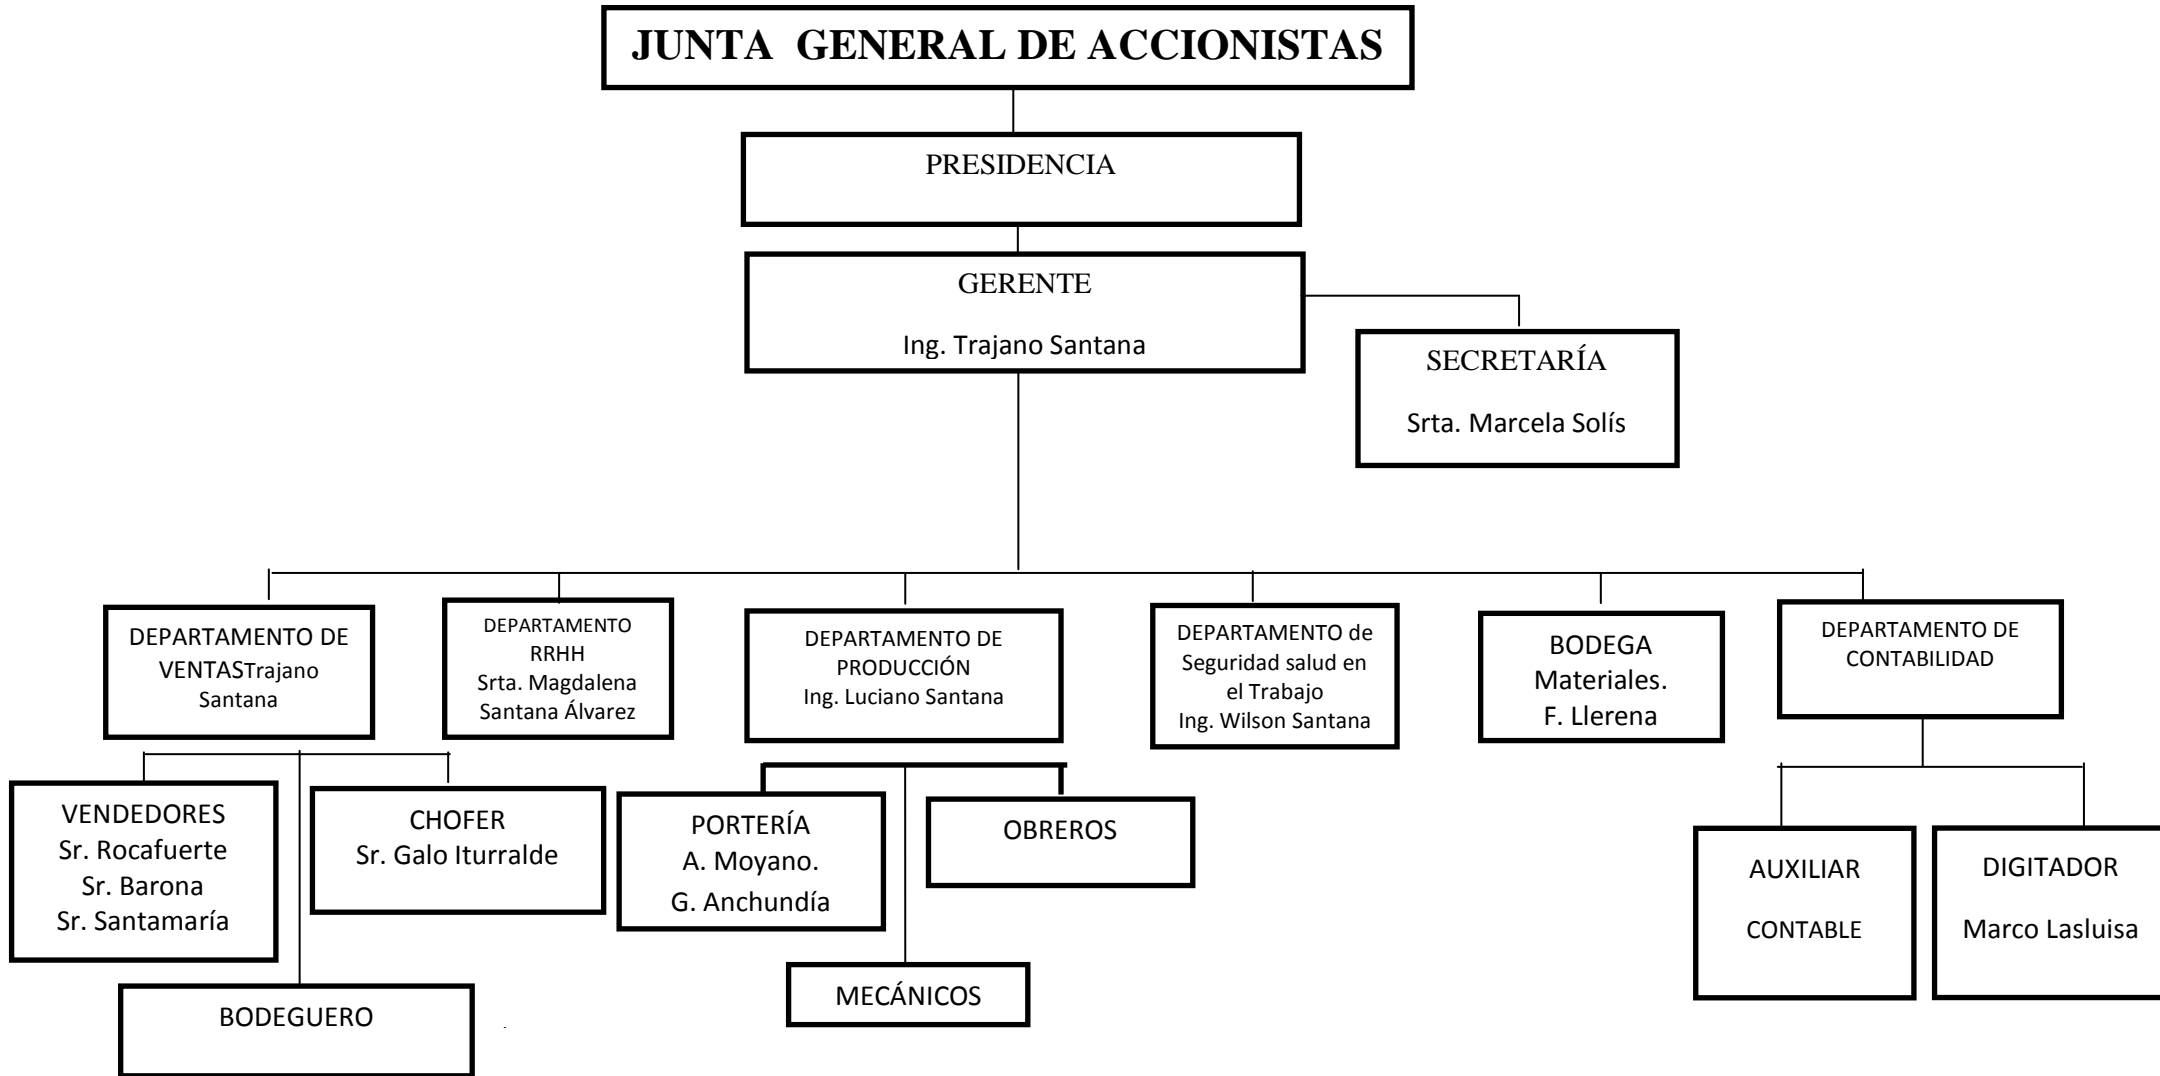 JUNTA GENERAL DE ACCIONISTAS
PRESIDENCIA
GERENTE
Ing. Trajano Santana
SECRETARÍA
Srta. Marcela Solís
DEPARTAMENTO DE
VENTASTrajano
Santana
DEPARTAMENTO
RRHH
Srta. Magdalena
Santana Álvarez
DEPARTAMENTO DE
PRODUCCIÓN
Ing. Luciano Santana
DEPARTAMENTO de
Seguridad salud en
el Trabajo
Ing. Wilson Santana
BODEGA
Materiales.
F. Llerena
DEPARTAMENTO DE
CONTABILIDAD
VENDEDORES
Sr. Rocafuerte
Sr. Barona
Sr. Santamaría
CHOFER
Sr. Galo Iturralde
BODEGUERO
PORTERÍA
A. Moyano.
G. Anchundía
OBREROS
MECÁNICOS
AUXILIAR
CONTABLE
DIGITADOR
Marco Lasluisa